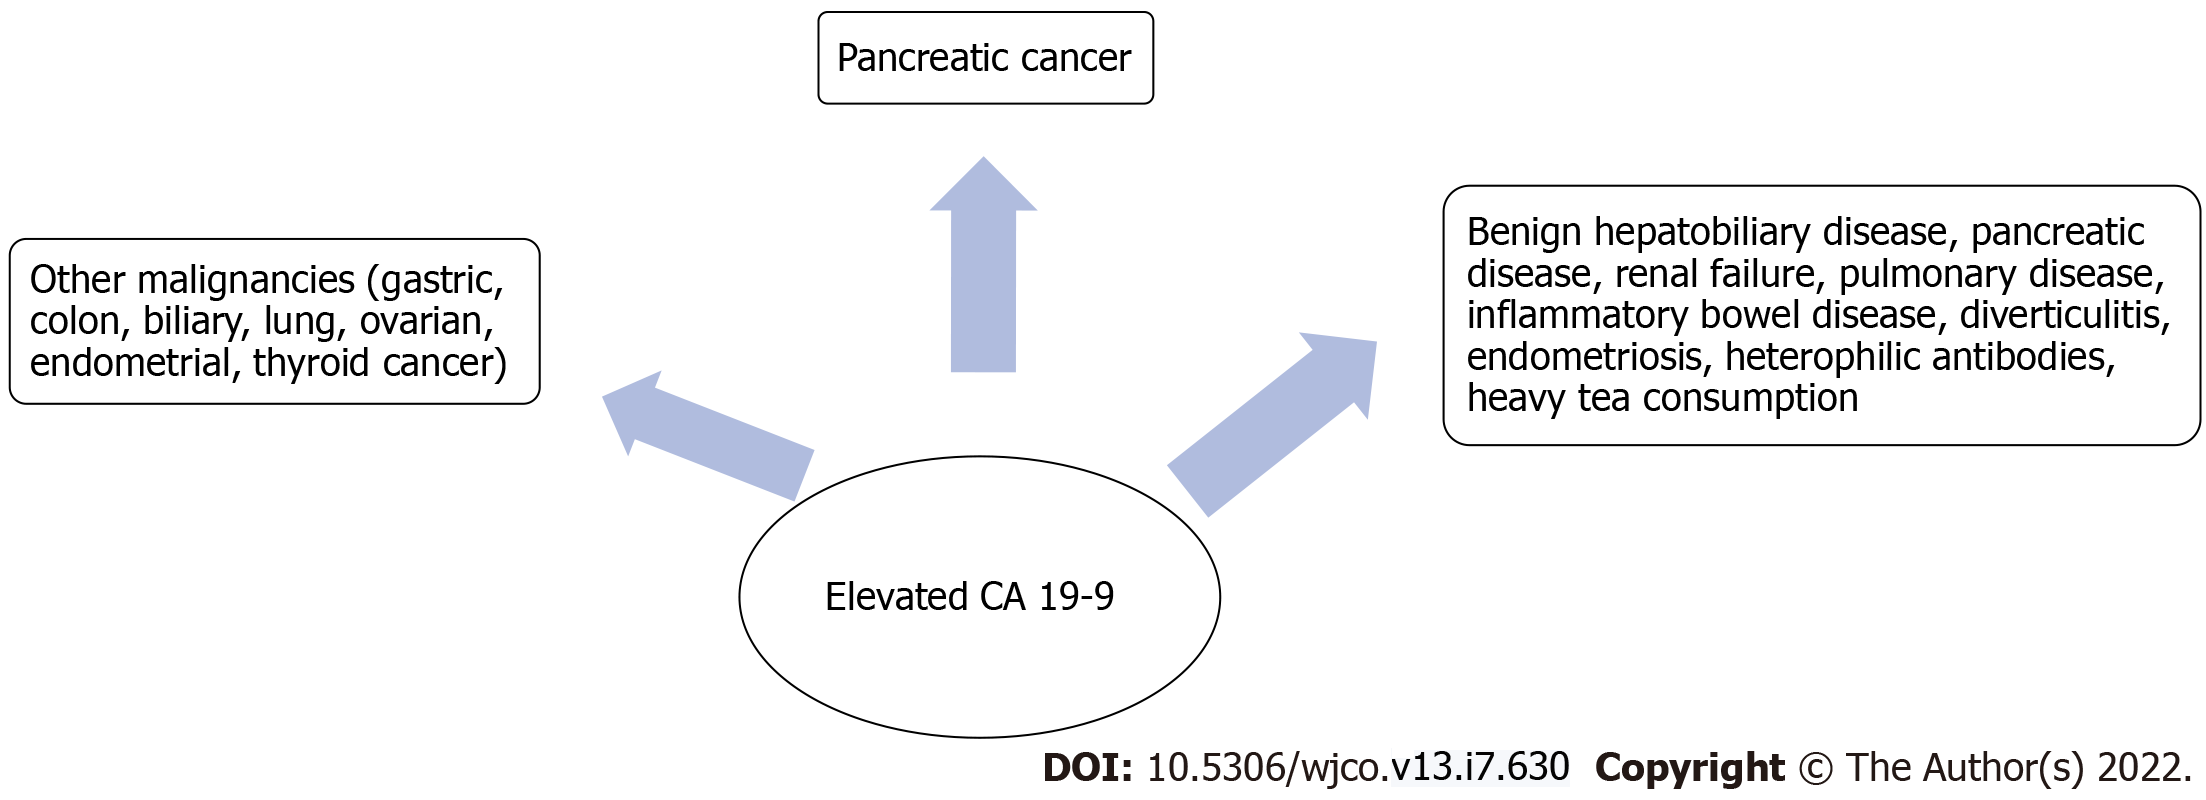 Pancreatic cancer
Other malignancies (gastric,
colon, biliary, lung, ovarian,
endometrial, thyroid cancer)
Benign hepatobiliary disease, pancreatic
disease, renal failure, pulmonary disease,
inflammatory bowel disease, diverticulitis,
endometriosis, heterophilic antibodies,
heavy tea consumption
Elevated CA 19-9
DOI: 10.5306/wjco.v13.i7.630 Copyright © The Author(s) 2022.